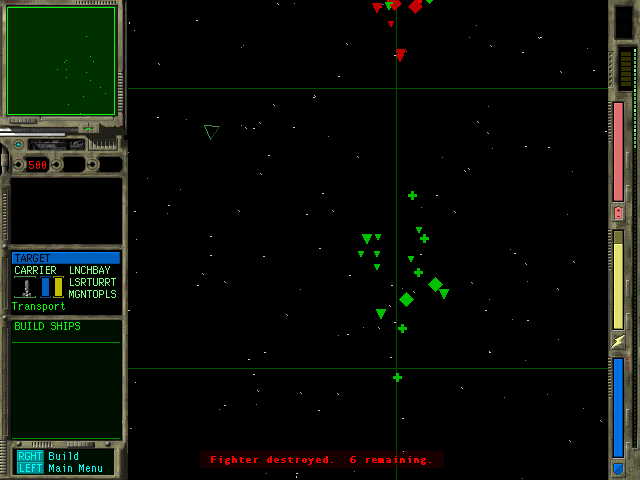 500
TARGET
CARRIER LNCHBAY
LSRTURRT
MGNTOPLS
Transport
BUILD SHIPS
RGHT Build
LEFT Main Menu
Fighter destroyed. 6 remaining.